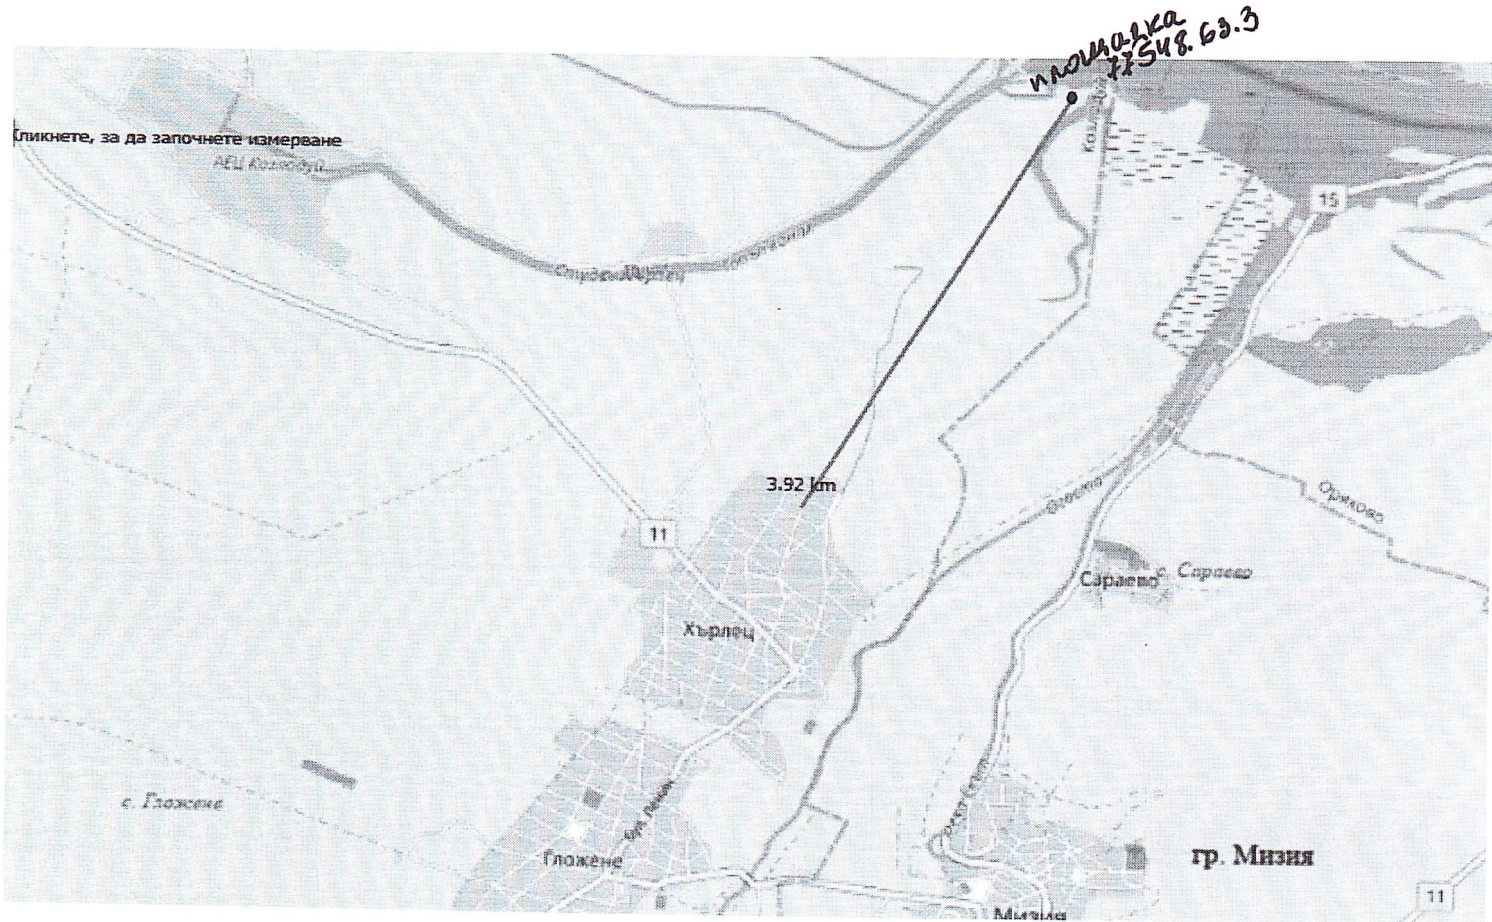 площадка
77548.63.3
Кликнете, за да започнете измерване
АЕЦ Козлодуй
15
3.92 km
11
Оряхово
Сараево
с. Сараево
Хърлец
с. Гложене
Гложене
гр. Мизия
Мизия
11